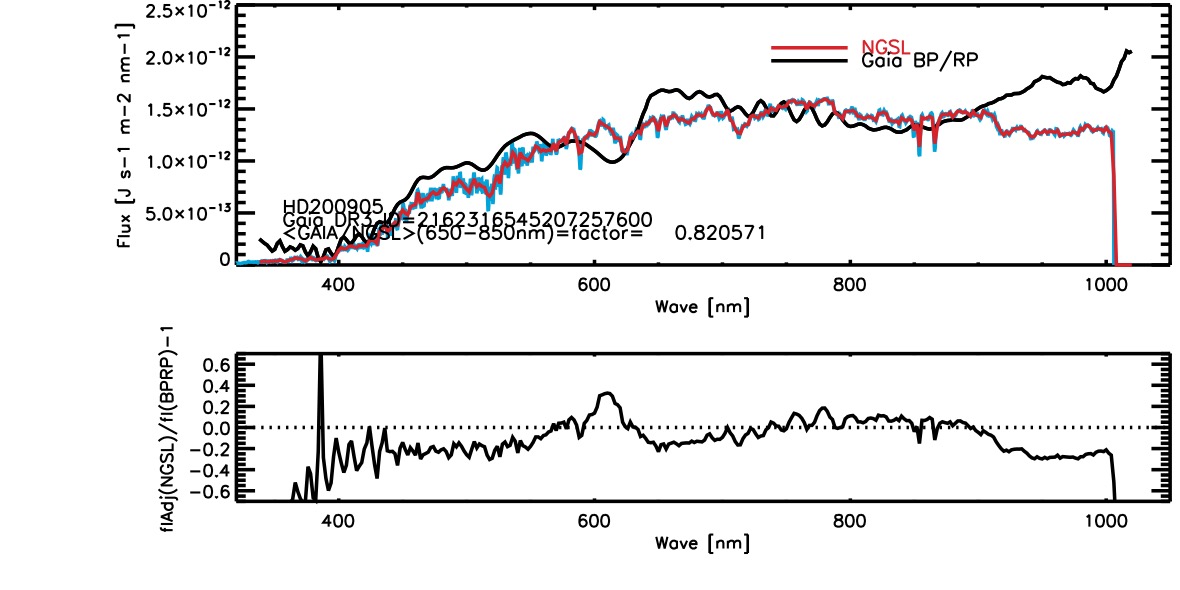 2.5×10−12
2.0×10−12
1.5×10−12
1.0×10−12
5.0×10−13
0
Flux [J s-1 m-2 nm-1]
NGSL
Gaia BP/RP
HD200905
Gaia DR3 ID=2162316545207257600
<GAIA/NGSL>(650-850nm)=factor= 0.820571
400 600 800 1000
Wave [nm]
0.6
0.4
0.2
0.0
-0.2
-0.4
-0.6
flAdj(NGSL)/fl(BPRP)-1
400 600 800 1000
Wave [nm]